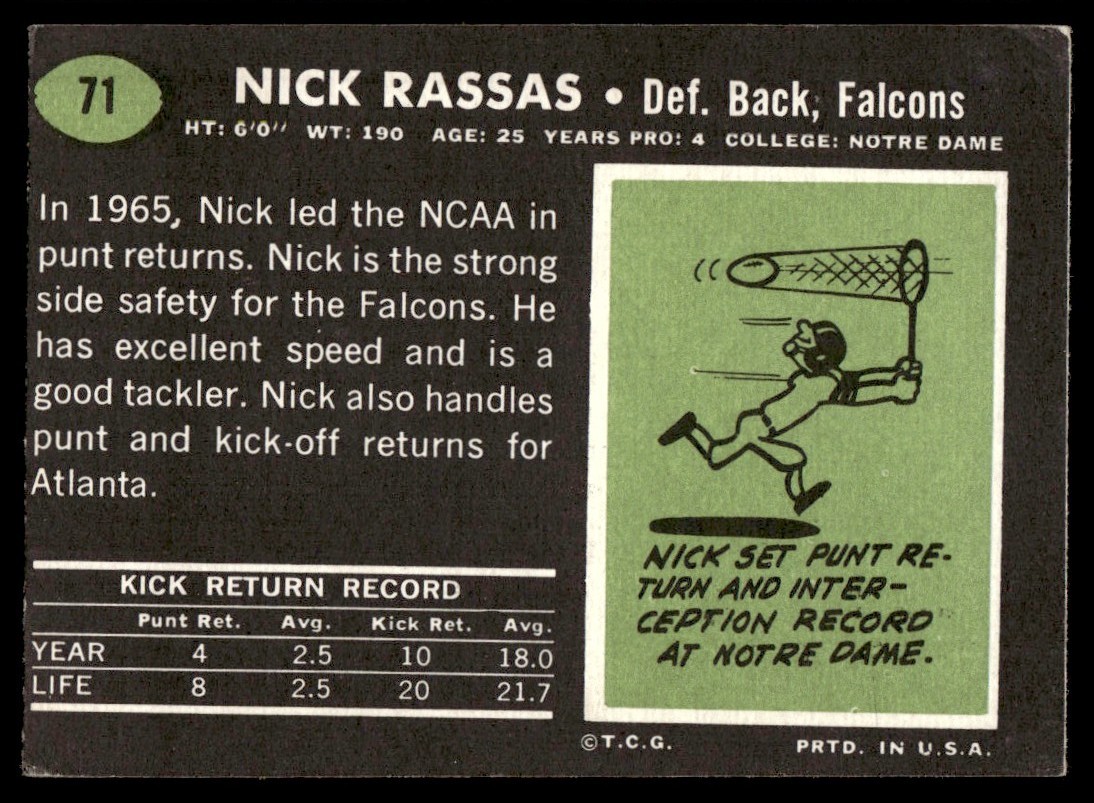 71
NICK RASSAS • Def. Back, Falcons
HT: 6'0" WT: 190 AGE: 25 YEARS PRO: 4 COLLEGE: NOTRE DAME
In 1965, Nick led the NCAA in
punt returns. Nick is the strong
side safety for the Falcons. He
has excellent speed and is a
good tackler. Nick also handles
punt and kick-off returns for
Atlanta.
KICK RETURN RECORD
Punt Ret. Avg. Kick Ret. Avg.
YEAR 4 2.5 10 18.0
LIFE 8 2.5 20 21.7
NICK SET PUNT RE-
TURN AND INTER-
CEPTION RECORD
AT NOTRE DAME.
©T.C.G. PRTD. IN U.S.A.